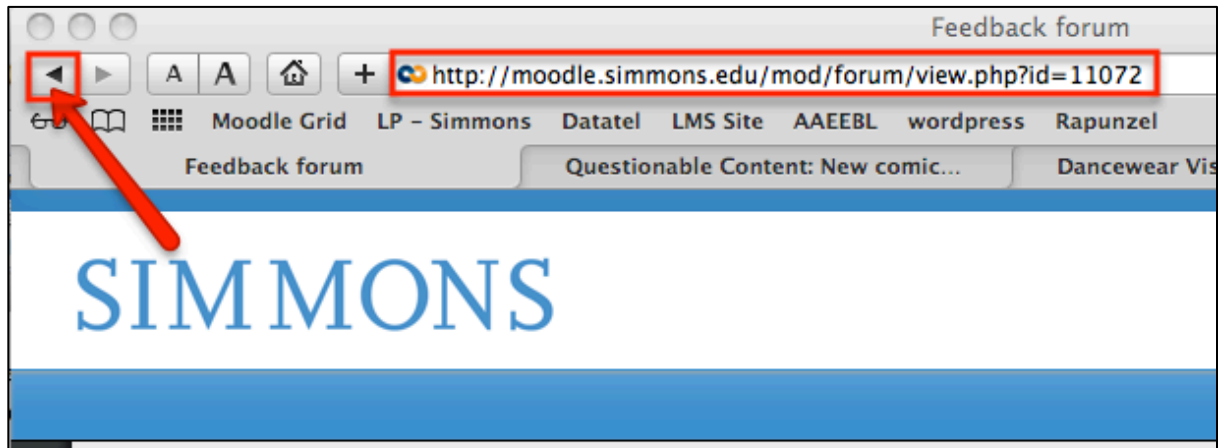 Feedback forum
A A + http://moodle.simmons.edu/mod/forum/view.php?id=11072
Moodle Grid LP – Simmons Datatel LMS Site AAEEBL wordpress Rapunzel
Feedback forum Questionable Content: New comic... Dancewear Vis
SIMMONS